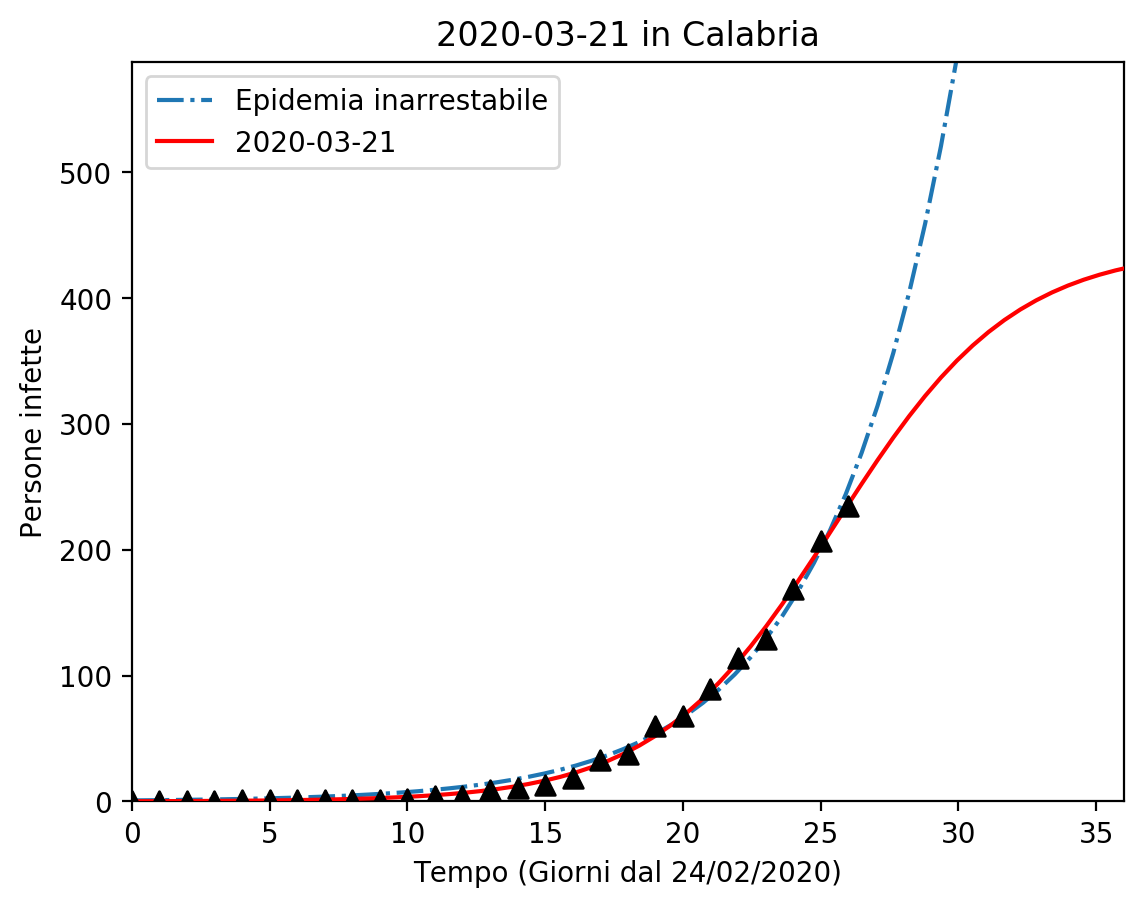 2020-03-21 in Calabria
Epidemia inarrestabile
2020-03-21
Persone infette
500
400
300
200
100
0
0 5 10 15 20 25 30 35
Tempo (Giorni dal 24/02/2020)